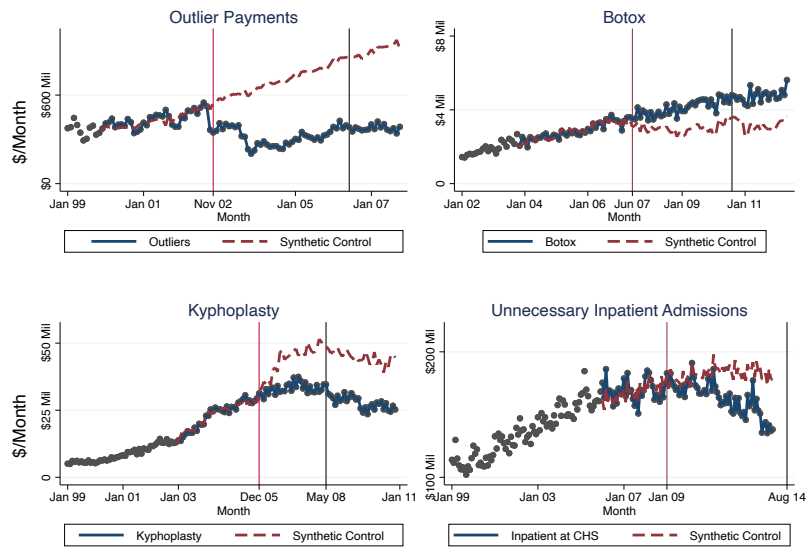 Outlier Payments
$/Month
$600 Mil
$0
Jan 99 Jan 01 Nov 02 Jan 05 Jan 07
Month
Outliers Synthetic Control
Botox
$8 Mil
$4 Mil
0
Jan 02 Jan 04 Jan 06 Jun 07 Jan 09 Jan 11
Month
Botox Synthetic Control
Kyphoplasty
$/Month
$50 Mil
$25 Mil
0
Jan 99 Jan 01 Jan 03 Dec 05 May 08 Jan 11
Month
Kyphoplasty Synthetic Control
Unnecessary Inpatient Admissions
$200 Mil
$100 Mil
Jan 99 Jan 03 Jan 07 Jan 09 Aug 14
Month
Inpatient at CHS Synthetic Control